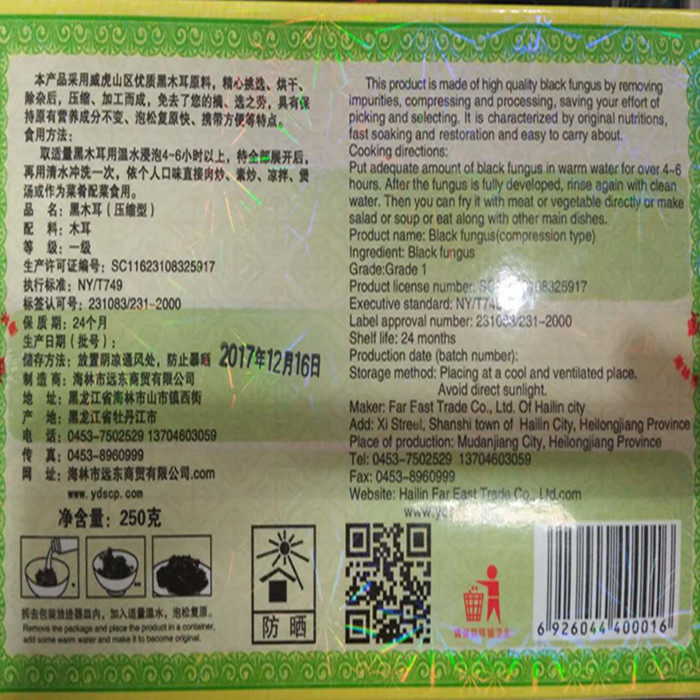 本产品采用威虎山区优质黑木耳原料，精心挑选、烘干、
除杂后，压缩、加工而成，免去了您的摘、选之劳，具有保
持原有营养成分不变、泡松复原快、携带方便等特点。
食用方法：
取适量黑木耳用温水浸泡4-6小时以上，待全部展开后，
再用清水冲洗一次，依个人口味直接肉炒、素炒、凉拌、煲
汤或作为菜肴配菜食用。
品 名：黑木耳（压缩型）
配 料：木耳
等 级：一级
生产许可证编号：SC11623108325917
执行标准：NY/T749
标签认可号：231083/231-2000
保 质 期：24个月
生产日期（批号）：
2017年12月16日
储存方法：放置阴凉通风处，防止暴晒
制 造 商：海林市远东商贸有限公司
地 址：黑龙江省海林市山市镇西街
产 地：黑龙江省牡丹江市
电 话：0453-7502529 13704603059
传 真：0453-8960999
网 址：海林市远东商贸有限公司.com
www.ydscp.com
净含量：250克
拆去包装放送器皿内，加入适量温水，泡松复原。
Remove the package and place the product in a container,
add some warm water and make it to become original.
This product is made of high quality black fungus by removing
impurities, compressing and processing, saving your effort of
picking and selecting. It is characterized by original nutritions,
fast soaking and restoration and easy to carry about.
Cooking directions:
Put adequate amount of black fungus in warm water for over 4-6
hours. After the fungus is fully developed, rinse again with clean
water. Then you can fry it with meat or vegetable directly or make
salad or soup or eat along with other main dishes.
Product name: Black fungus(compression type)
Ingredient: Black fungus
Grade:Grade 1
Product license number: 08325917
Executive standard: NY/T749
Label approval number: 231083/231-2000
Shelf life: 24 months
Production date (batch number):
Storage method: Placing at a cool and ventilated place.
Avoid direct sunlight.
Maker: Far East Trade Co., Ltd. Of Hailin city
Add: Xi Street, Shanshi town of Hailin City, Heilongjiang Province
Place of production: Mudanjiang City, Heilongjiang Province
Tel: 0453-7502529 13704603059
Fax: 0453-8960999
Website: Hailin Far East Trade Co., Ltd.com
防 晒
6 926044 400016